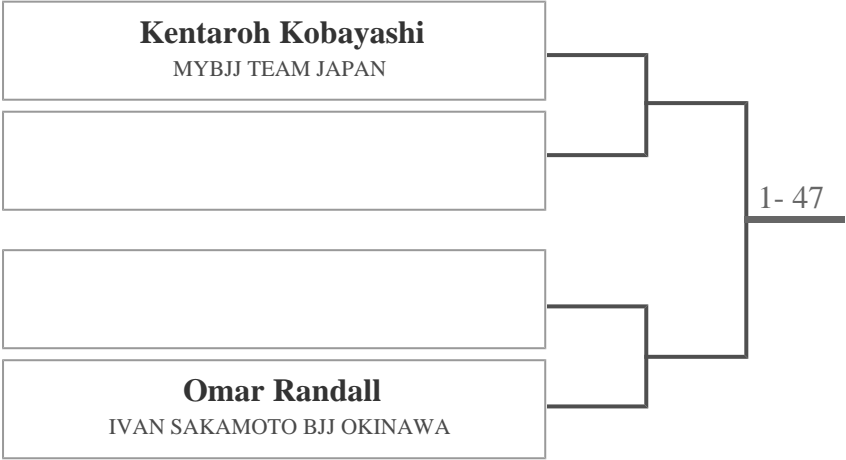 Kentaroh Kobayashi
MYBJJ TEAM JAPAN
1- 47
Omar Randall
IVAN SAKAMOTO BJJ OKINAWA